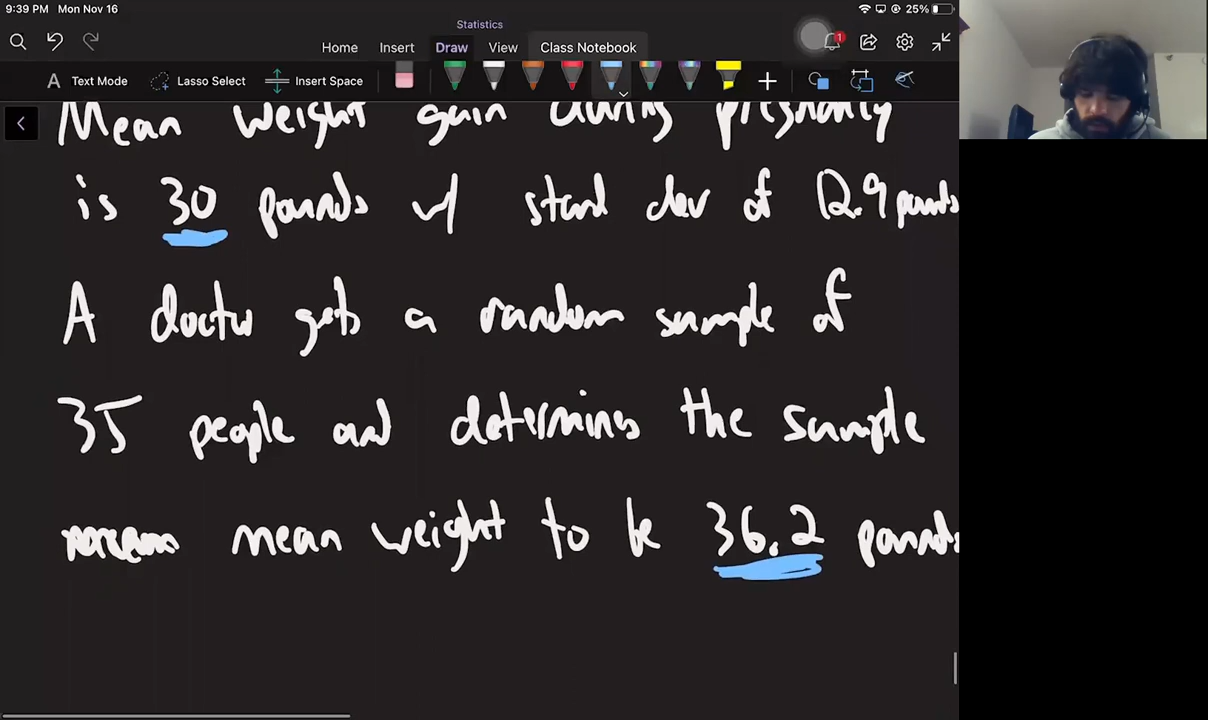 9:39 PM Mon Nov 16
25%
Statistics
Home Insert Draw View Class Notebook
1
A Text Mode Lasso Select Insert Space
Mean weight gain during pregnancy
is 30 pounds w/ stand dev of 12.9 pounds
A doctor gets a random sample of
35 people and determines the sample
mean weight to be 36.2 pounds